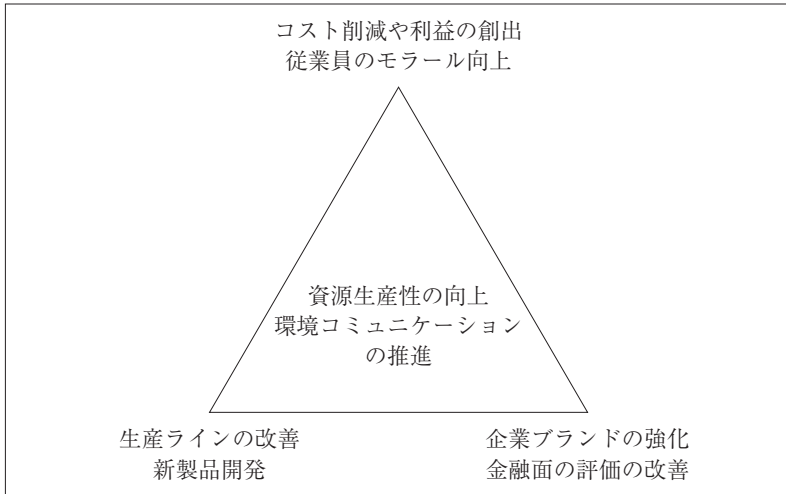 コスト削減や利益の創出
従業員のモラール向上
資源生産性の向上
環境コミュニケーション
の推進
生産ラインの改善
新製品開発
企業ブランドの強化
金融面の評価の改善